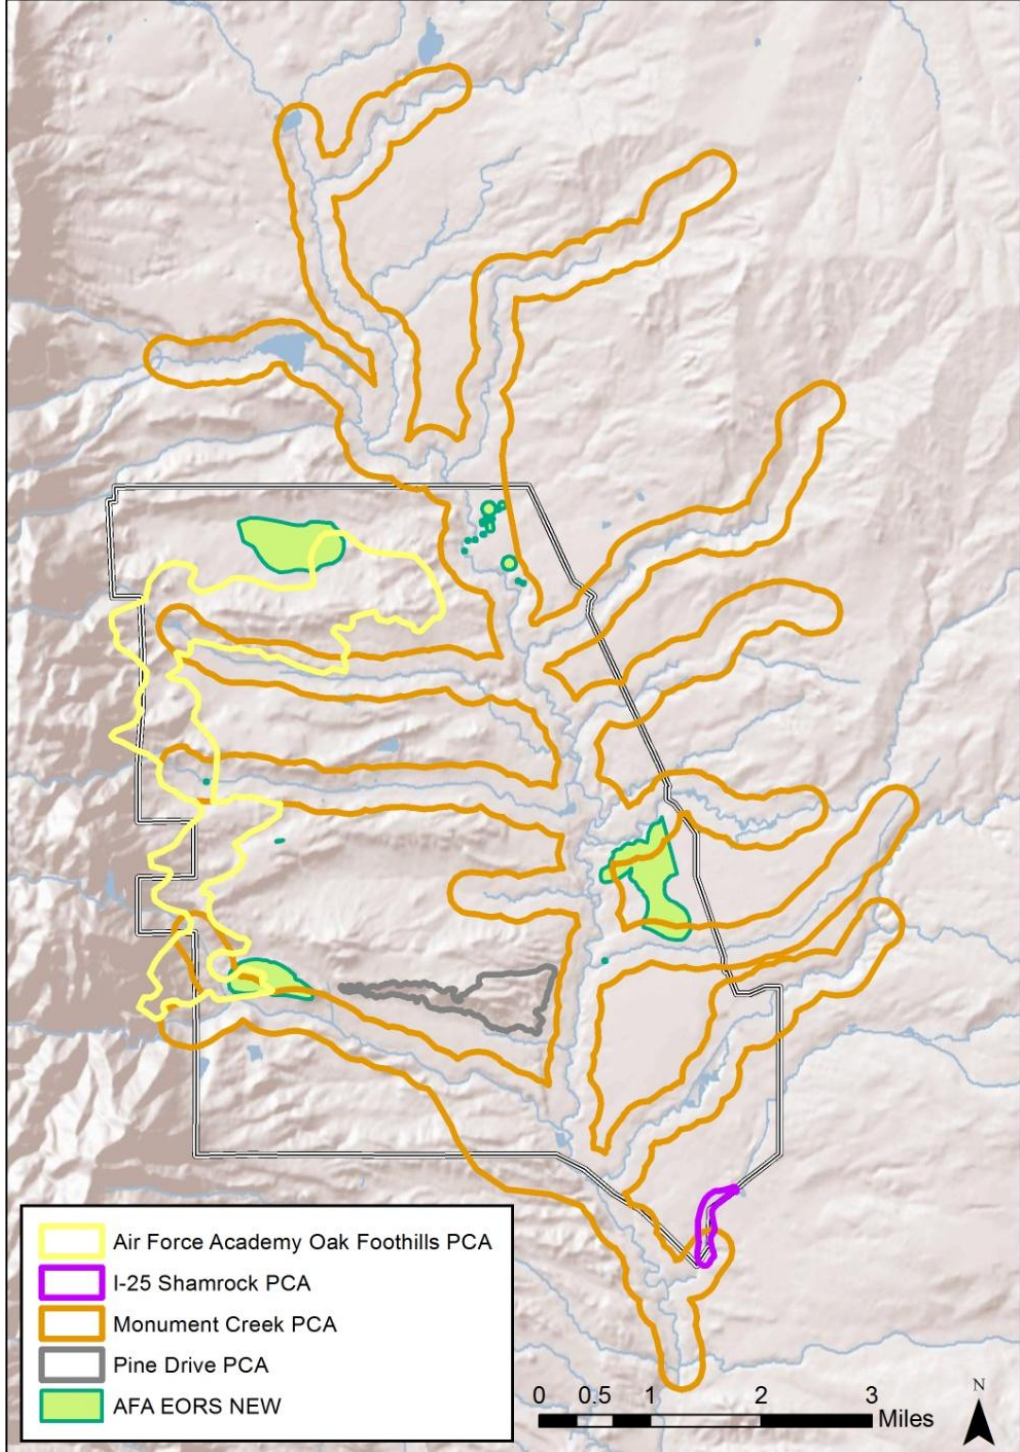 Air Force Academy Oak Foothills PCA
I-25 Shamrock PCA
Monument Creek PCA
Pine Drive PCA
AFA EORS NEW
0 0.5 1 2 3
Miles
N